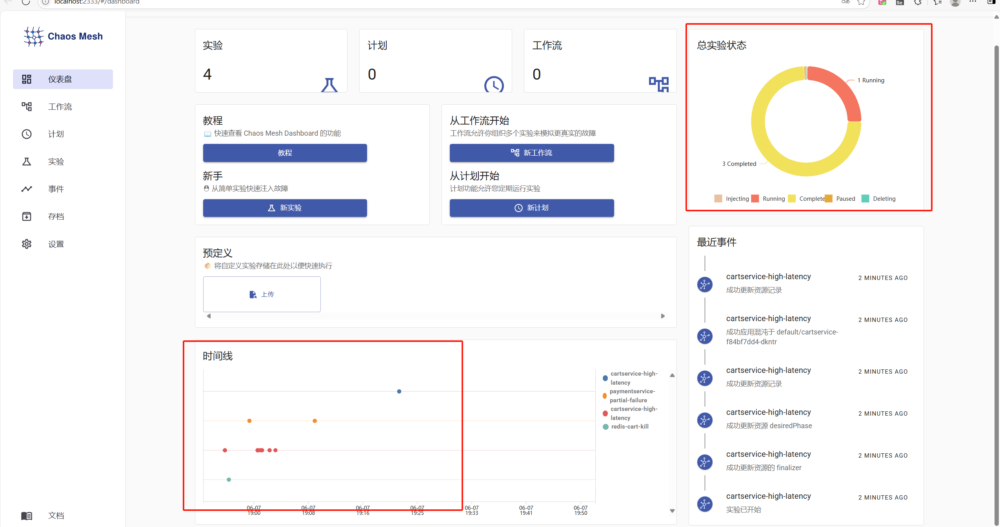 localhost:2333/#/dashboard
Chaos Mesh
仪表盘
工作流
计划
实验
事件
存档
设置
文档
实验
4
计划
0
工作流
0
教程
📖 快速查看 Chaos Mesh Dashboard 的功能
教程
新手
从简单实验快速注入故障
新实验
从工作流开始
工作流允许你组织多个实验来模拟更真实的故障
新工作流
从计划开始
计划功能允许您定期运行实验
新计划
预定义
📦 将自定义实验存储在此处以便快速执行
上传
时间线
cartservice-high-
latency
paymentservice-
partial-failure
cartservice-high-
latency
redis-cart-kill
06-07 06-07 06-07 06-07 06-07 06-07 06-07
19:00 19:08 19:16 19:25 19:33 19:41 19:50
总实验状态
1 Running
3 Completed
Injecting Running Complete Paused Deleting
最近事件
cartservice-high-latency 2 MINUTES AGO
成功更新资源记录
cartservice-high-latency 2 MINUTES AGO
成功应用混沌于 default/cartservice-
f84bf7dd4-dkntr
cartservice-high-latency 2 MINUTES AGO
成功更新资源记录
cartservice-high-latency 2 MINUTES AGO
成功更新资源 desiredPhase
cartservice-high-latency 2 MINUTES AGO
成功更新资源的 finalizer
cartservice-high-latency 2 MINUTES AGO
实验已开始